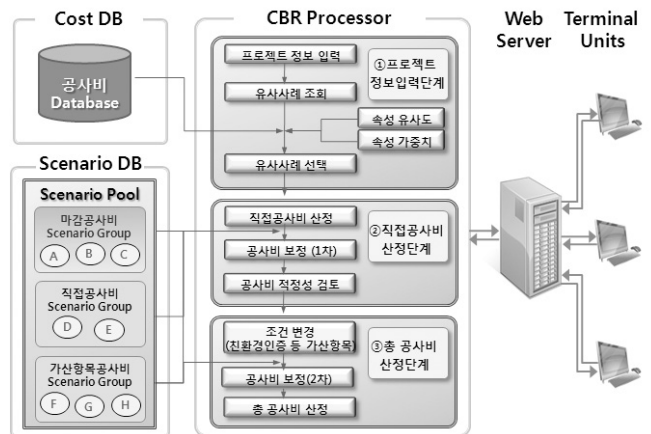 Cost DB
공사비
Database
Scenario DB
Scenario Pool
마감공사비
Scenario Group
A
B
C
직접공사비
Scenario Group
D
E
가산항목공사비
Scenario Group
F
G
H
CBR Processor
프로젝트 정보 입력
유사사례 조회
속성 유사도
속성 가중치
유사사례 선택
①프로젝트
정보입력단계
직접공사비 산정
공사비 보정 (1차)
공사비 적정성 검토
②직접공사비
산정단계
조건 변경
(친환경인증 등 가산항목)
공사비 보정(2차)
총 공사비 산정
③총 공사비
산정단계
Web
Server
Terminal
Units